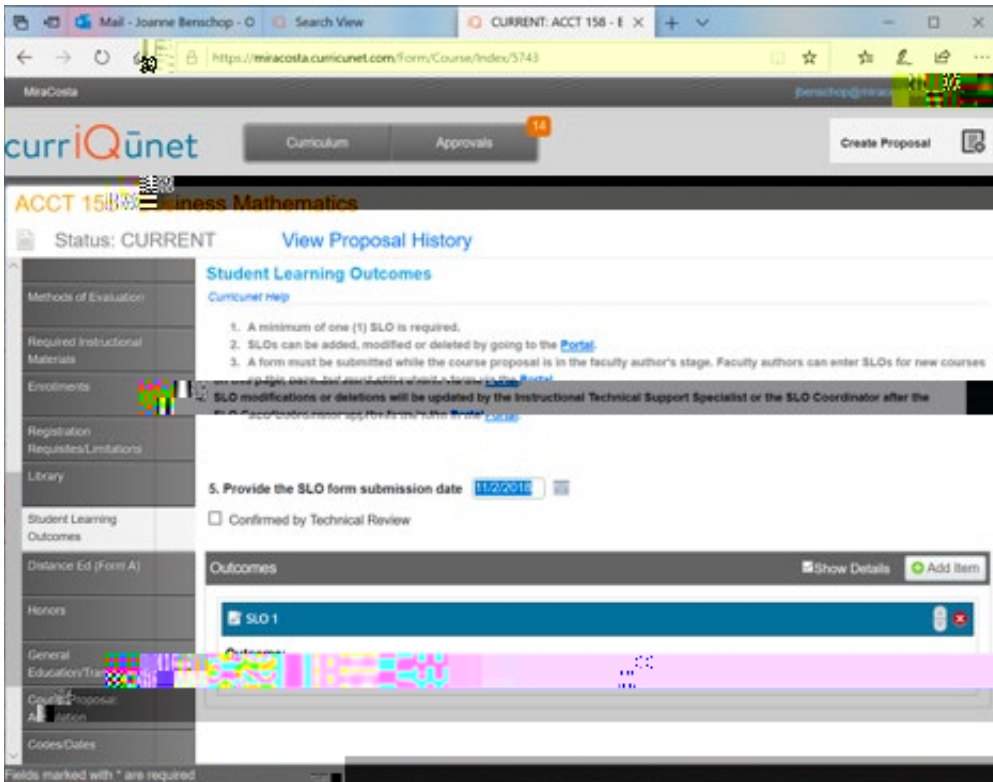 Mail - Joanne Benschop - O
Search View
CURRENT: ACCT 158 - E
https://miracosta.curricunet.com/Form/Course/Index/5743
MiraCosta
currIQūnet
Curriculum
Approvals
14
Create Proposal
ACCT 158 Mathematics
Status: CURRENT
View Proposal History
Methods of Evaluation
Required Instructional
Materials
Enrollments
Registration
Requisites/Limitations
Library
Student Learning
Outcomes
Distance Ed (Form A)
Honors
General
Codes/Dates
Fields marked with * are required
Student Learning Outcomes
Curricunet Help
1. A minimum of one (1) SLO is required.
2. SLOs can be added, modified or deleted by going to the Portal.
3. A form must be submitted while the course proposal is in the faculty author's stage. Faculty authors can enter SLOs for new courses
SLO modifications or deletions will be updated by the Instructional Technical Support Specialist or the SLO Coordinator after the
5. Provide the SLO form submission date 11/2/2018
Confirmed by Technical Review
Outcomes
Show Details
Add Item
SLO 1